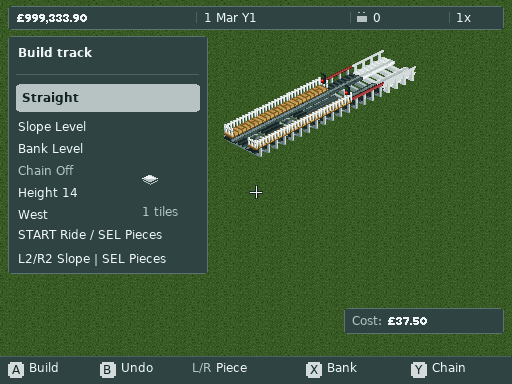 £999,333.90 1 Mar Y1 0 1x
Build track
Straight
Slope Level
Bank Level
Chain Off
Height 14
West 1 tiles
START Ride / SEL Pieces
L2/R2 Slope | SEL Pieces
Cost: £37.50
A Build B Undo L/R Piece X Bank Y Chain